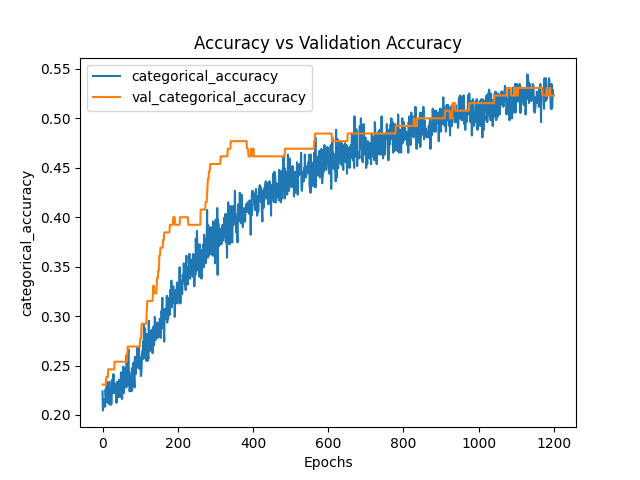 Accuracy vs Validation Accuracy
categorical_accuracy
val_categorical_accuracy
0.55
0.50
0.45
0.40
0.35
0.30
0.25
0.20
categorical_accuracy
0 200 400 600 800 1000 1200
Epochs